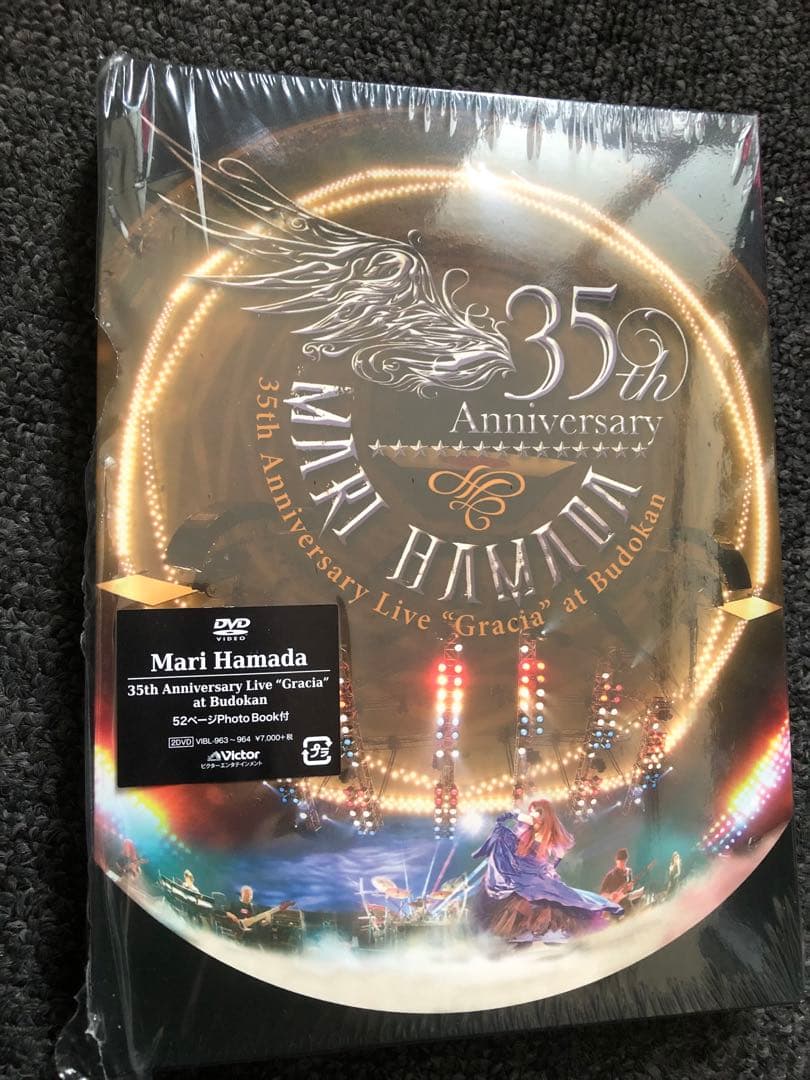 35th
Anniversary
MARI HAMADA
35th Anniversary Live “Gracia” at Budokan
DVD
VIDEO
Mari Hamada
35th Anniversary Live “Gracia”
at Budokan
52ページPhoto Book付
2DVD VIBL-963～964 ¥7,000+税
Victor
ビクターエンタテインメント
プラ